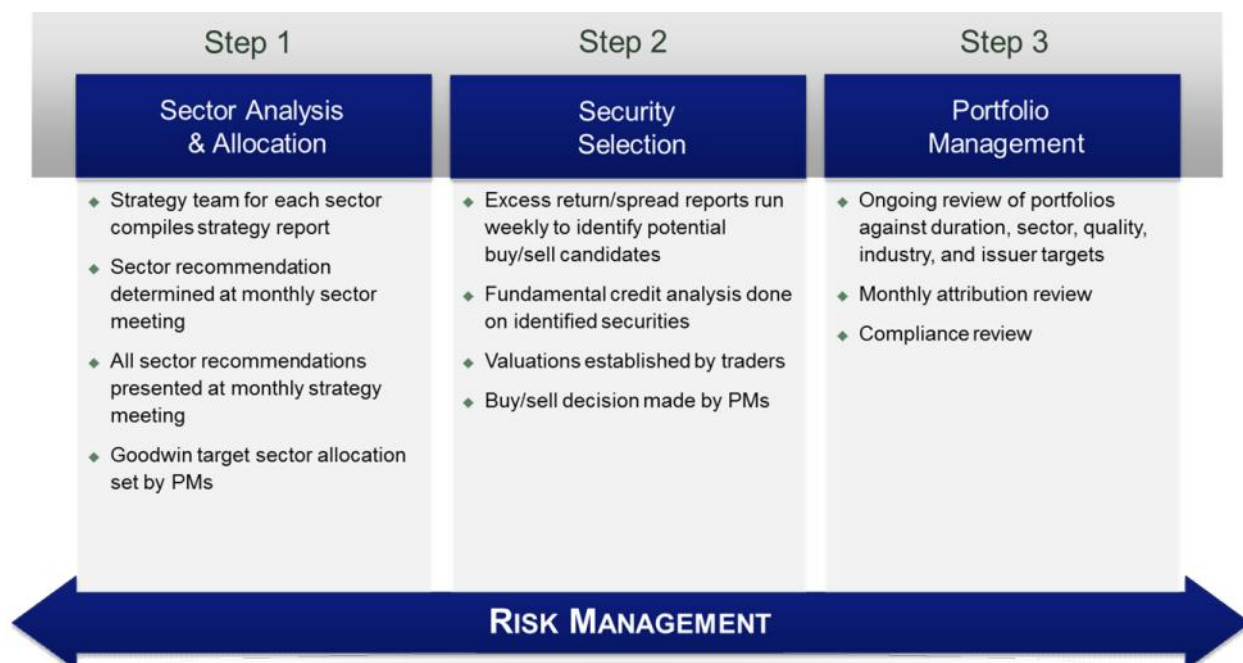 Step 1
Sector Analysis
& Allocation
Strategy team for each sector
compiles strategy report
Sector recommendation
determined at monthly sector
meeting
All sector recommendations
presented at monthly strategy
meeting
Goodwin target sector allocation
set by PMs
Step 2
Security
Selection
Excess return/spread reports run
weekly to identify potential
buy/sell candidates
Fundamental credit analysis done
on identified securities
Valuations established by traders
Buy/sell decision made by PMs
Step 3
Portfolio
Management
Ongoing review of portfolios
against duration, sector, quality,
industry, and issuer targets
Monthly attribution review
Compliance review
RISK MANAGEMENT